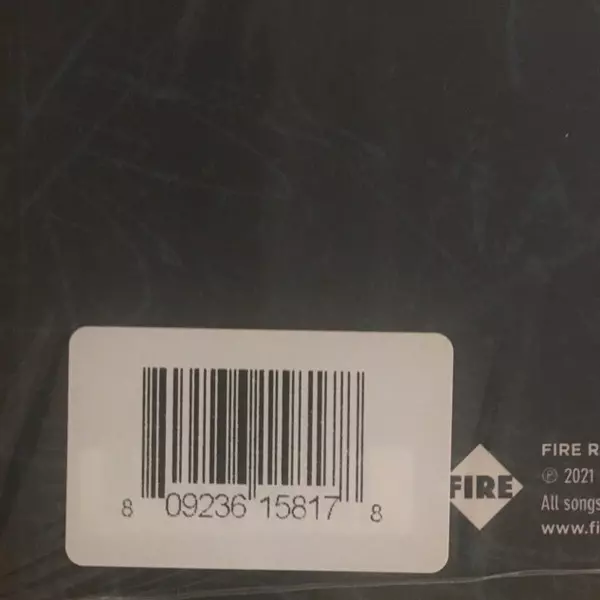 8 09236 15817 8
FIRE
FIRE R
℗ 2021
All songs
www.fi